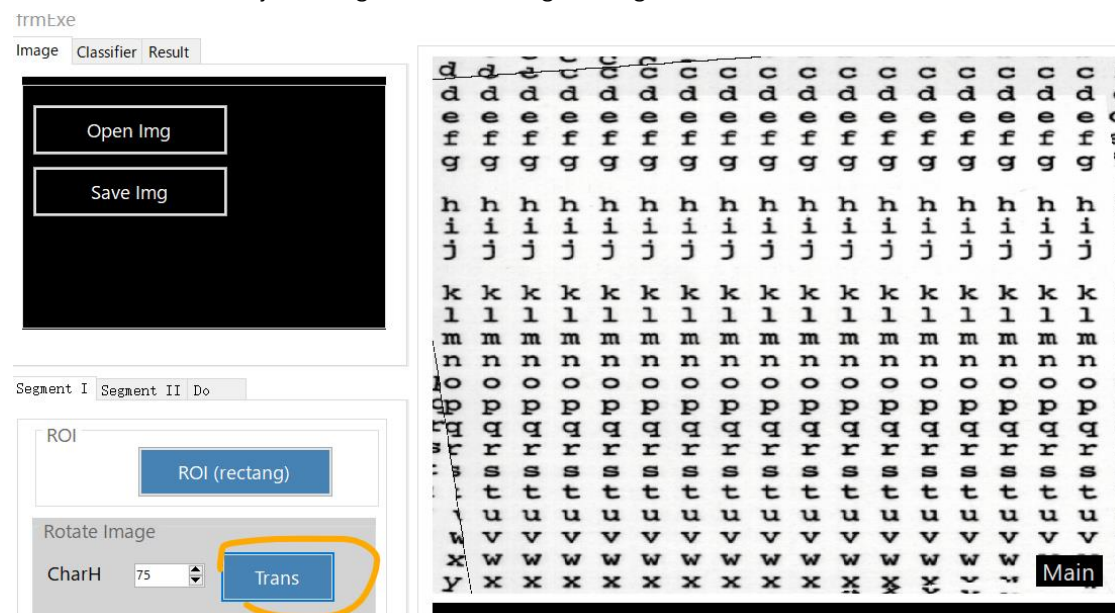 frmExe
Image Classifier Result
Open Img
Save Img
Segment I Segment II Do
ROI
ROI (rectang)
Rotate Image
CharH 75 Trans
d d c c c c c c c c c c c c c c c
d d d d d d d d d d d d d d d d d
e e e e e e e e e e e e e e e e e
f f f f f f f f f f f f f f f f f
g g g g g g g g g g g g g g g g g
h h h h h h h h h h h h h h h h h
i i i i i i i i i i i i i i i i i
j j j j j j j j j j j j j j j j j
k k k k k k k k k k k k k k k k k
l l l l l l l l l l l l l l l l l
m m m m m m m m m m m m m m m m m
n n n n n n n n n n n n n n n n n
o o o o o o o o o o o o o o o o o
p p p p p p p p p p p p p p p p p
q q q q q q q q q q q q q q q q q
r r r r r r r r r r r r r r r r r
s s s s s s s s s s s s s s s s s
t t t t t t t t t t t t t t t t
u u u u u u u u u u u u u u u u
w v v v v v v v v v v v v v v v v
x w w w w w w w w w w w w w w
y x x x x x x x x x x x
Main